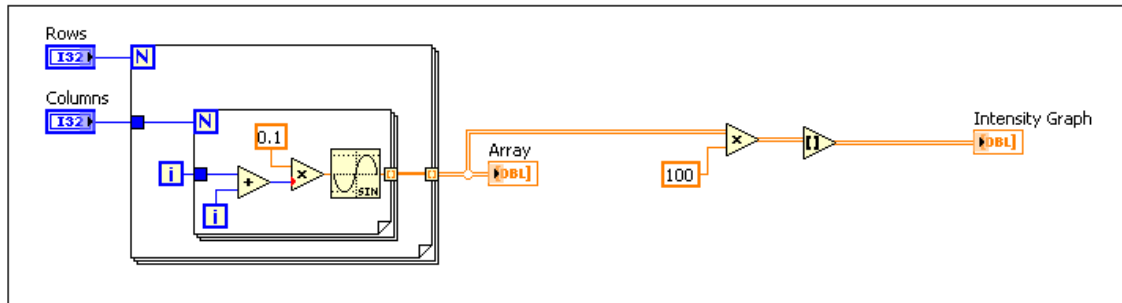 Rows
I32
N
Columns
I32
N
0.1
i
+
x
SIN
i
Array
DBL]
x
100
[]
Intensity Graph
DBL]